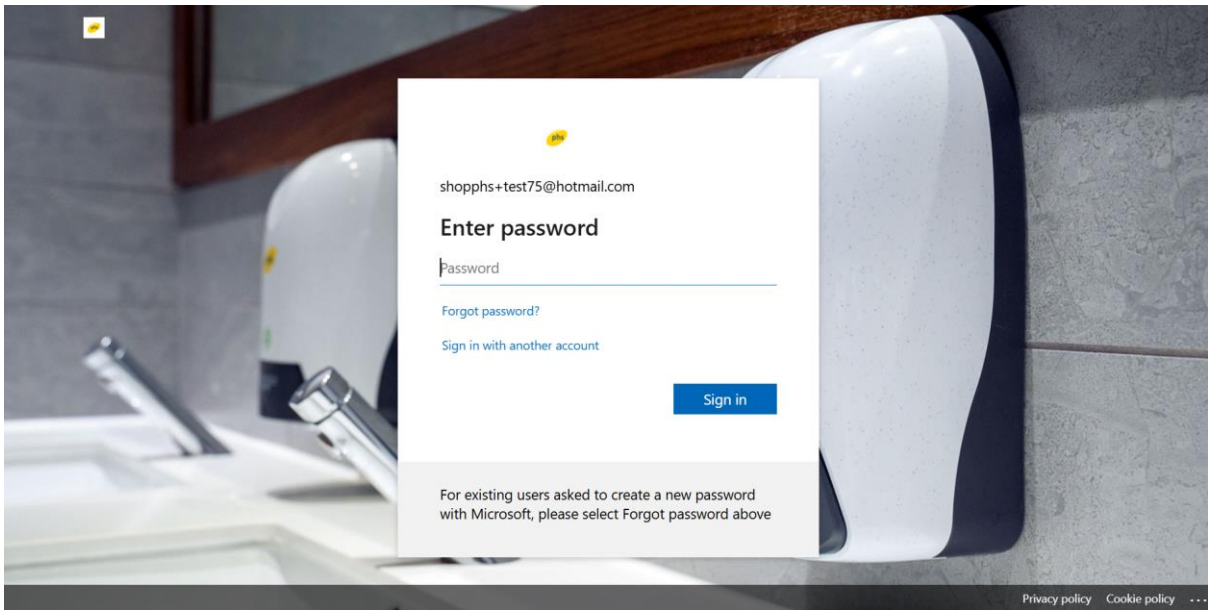 phs
shopphs+test75@hotmail.com
Enter password
Password
Forgot password?
Sign in with another account
Sign in
For existing users asked to create a new password
with Microsoft, please select Forgot password above
Privacy policy Cookie policy ...